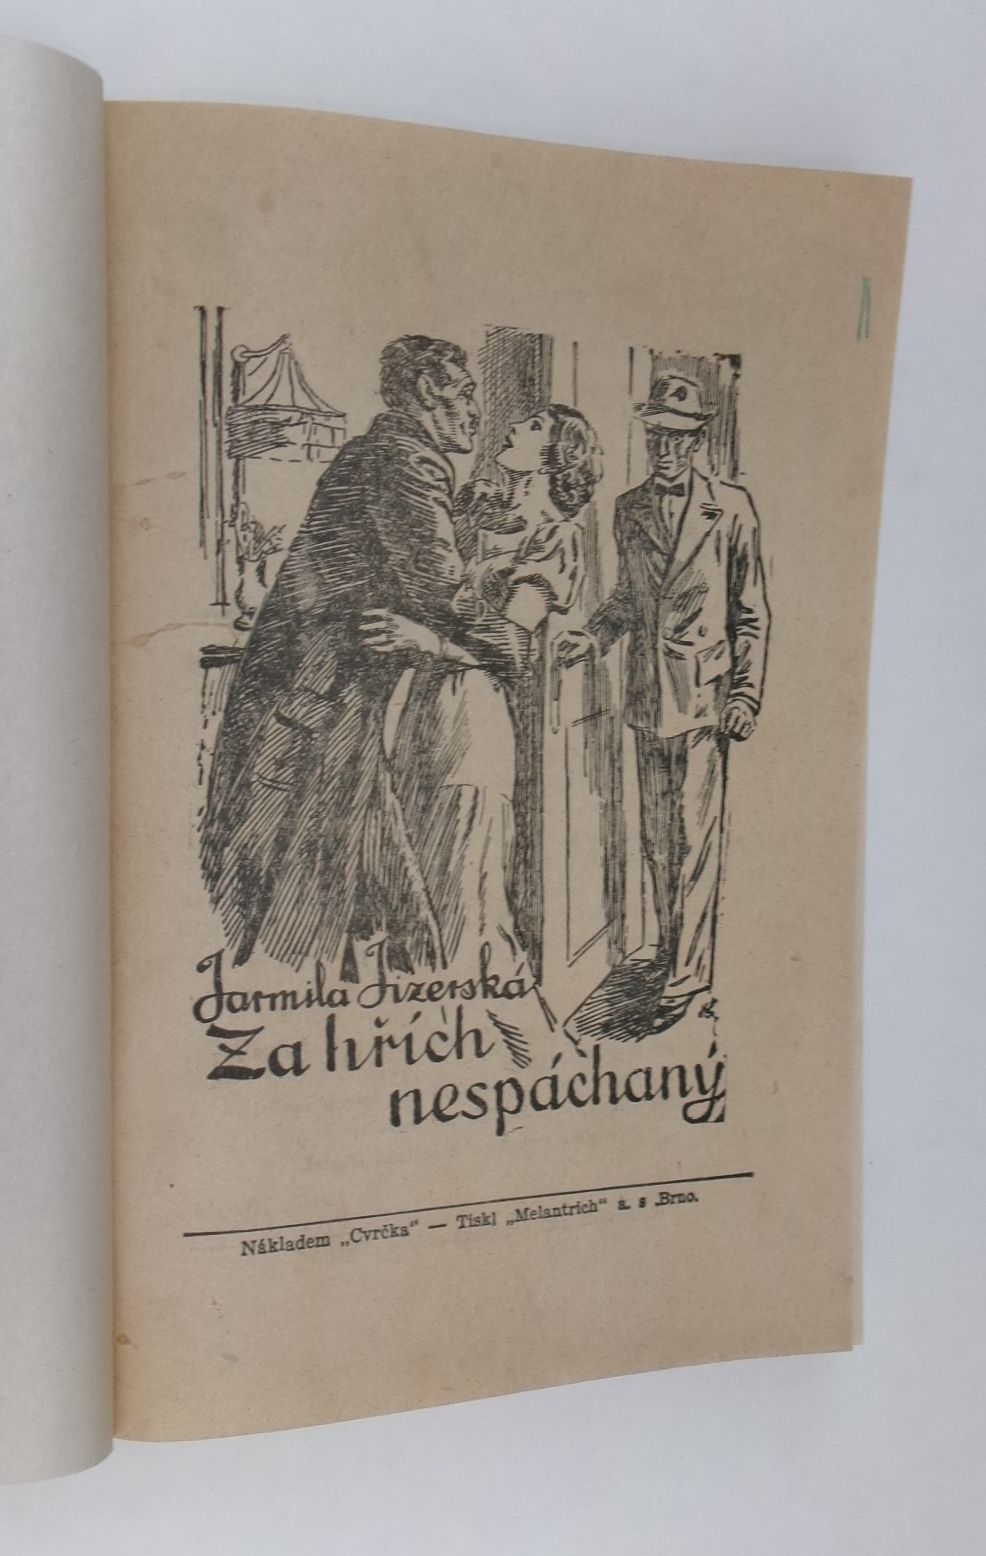 Jarmila Jizerská
Za hřích
nespáchaný
Nákladem „Cvrčka“ — Tiskl „Melantrich“ a. s .Brno.